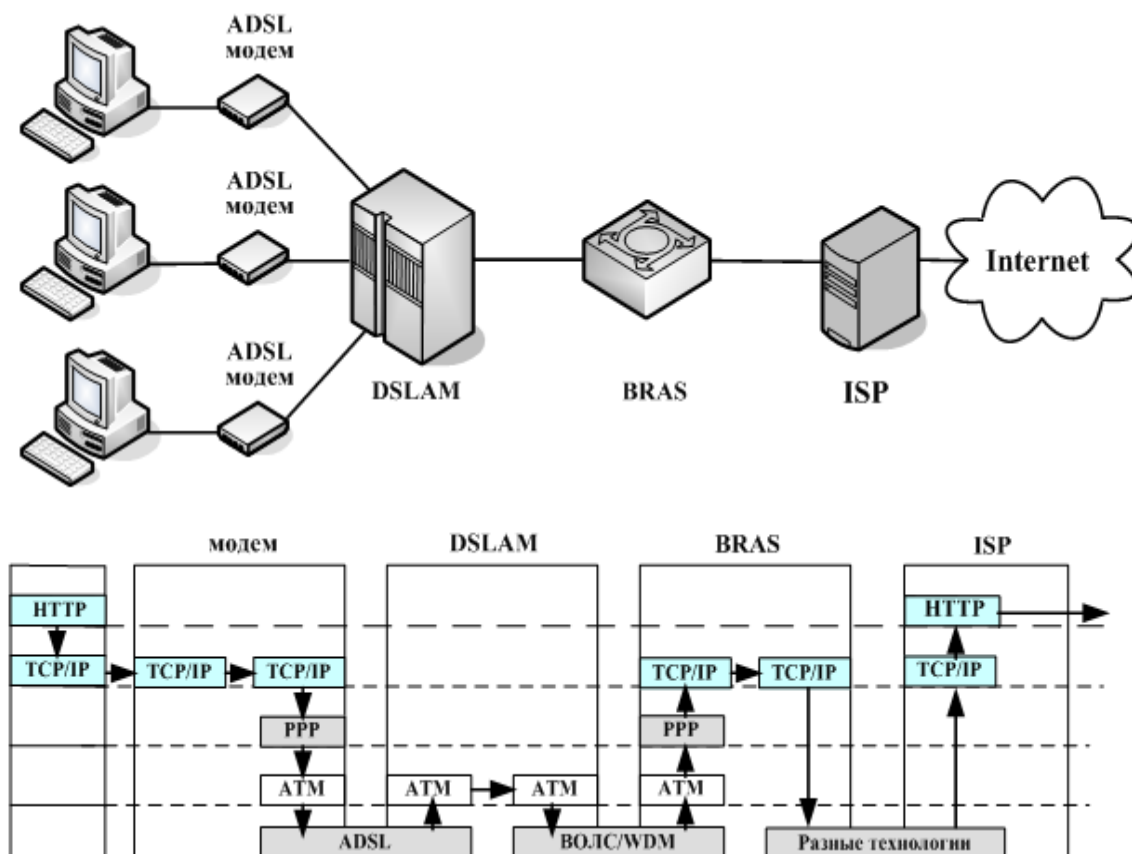 ADSL
модем
ADSL
модем
ADSL
модем
DSLAM
BRAS
ISP
Internet
модем
DSLAM
BRAS
ISP
HTTP
HTTP
TCP/IP
TCP/IP
TCP/IP
TCP/IP
TCP/IP
TCP/IP
PPP
PPP
ATM
ATM
ATM
ATM
ADSL
ВОЛС/WDM
Разные технологии